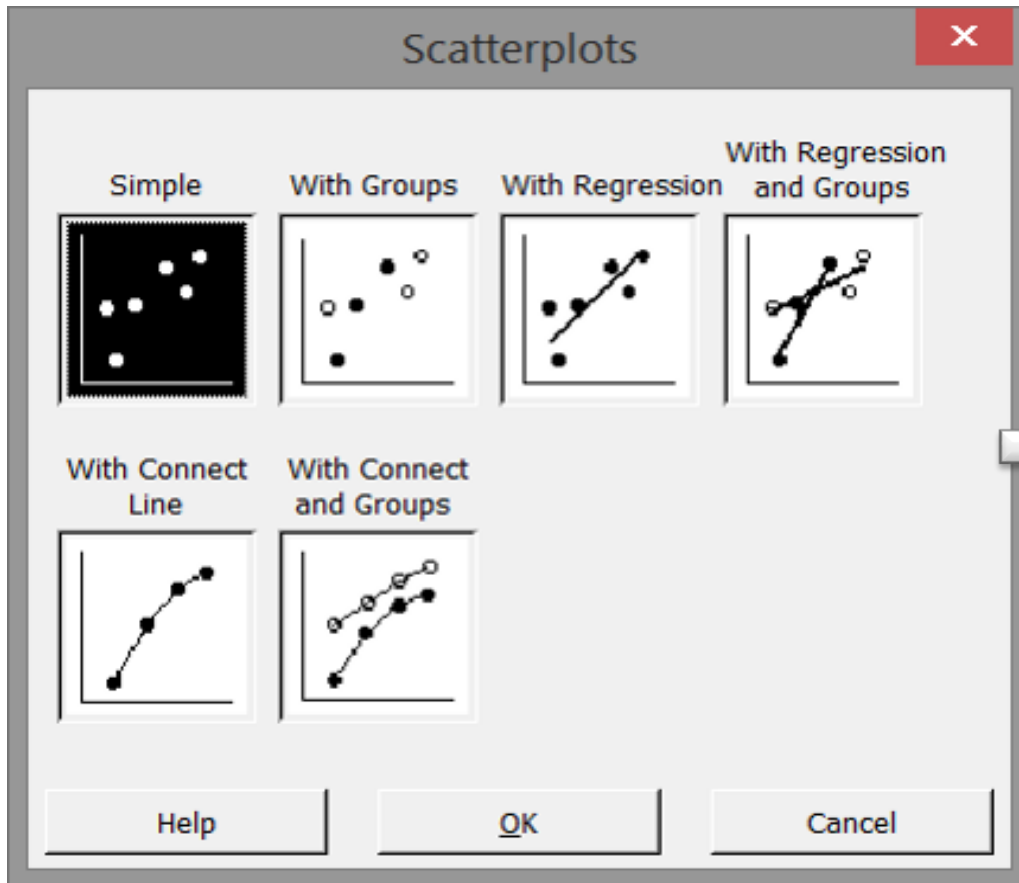 Scatterplots
Simple
With Groups
With Regression
With Regression
and Groups
With Connect
Line
With Connect
and Groups
Help
OK
Cancel